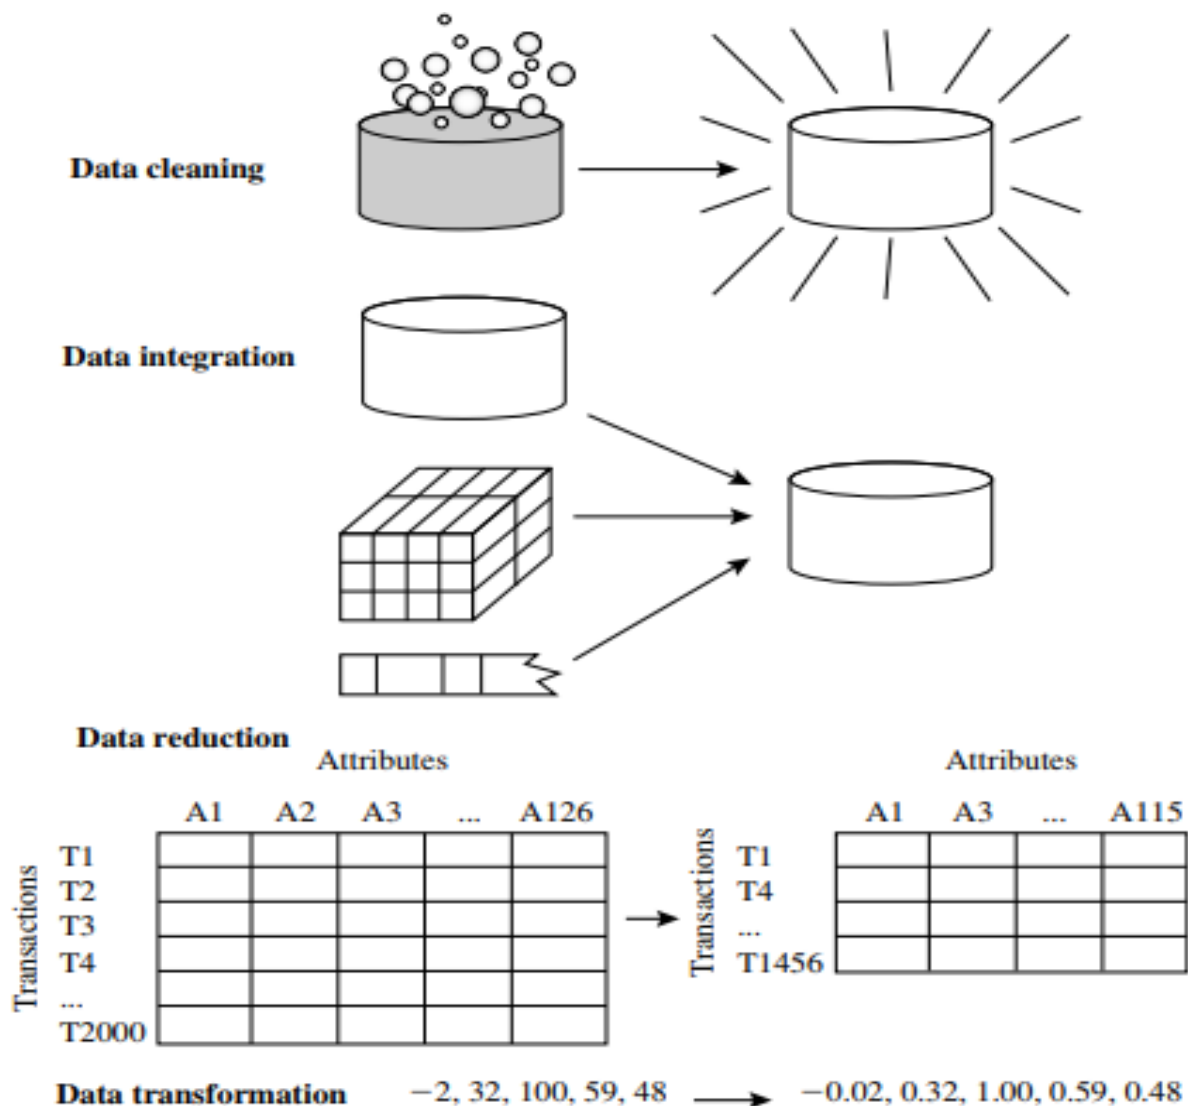 Data cleaning
Data integration
Data reduction
Attributes
A1 A2 A3 ... A126
Transactions
T1
T2
T3
T4
...
T2000
Attributes
A1 A3 ... A115
Transactions
T1
T4
...
T1456
Data transformation −2, 32, 100, 59, 48 −0.02, 0.32, 1.00, 0.59, 0.48